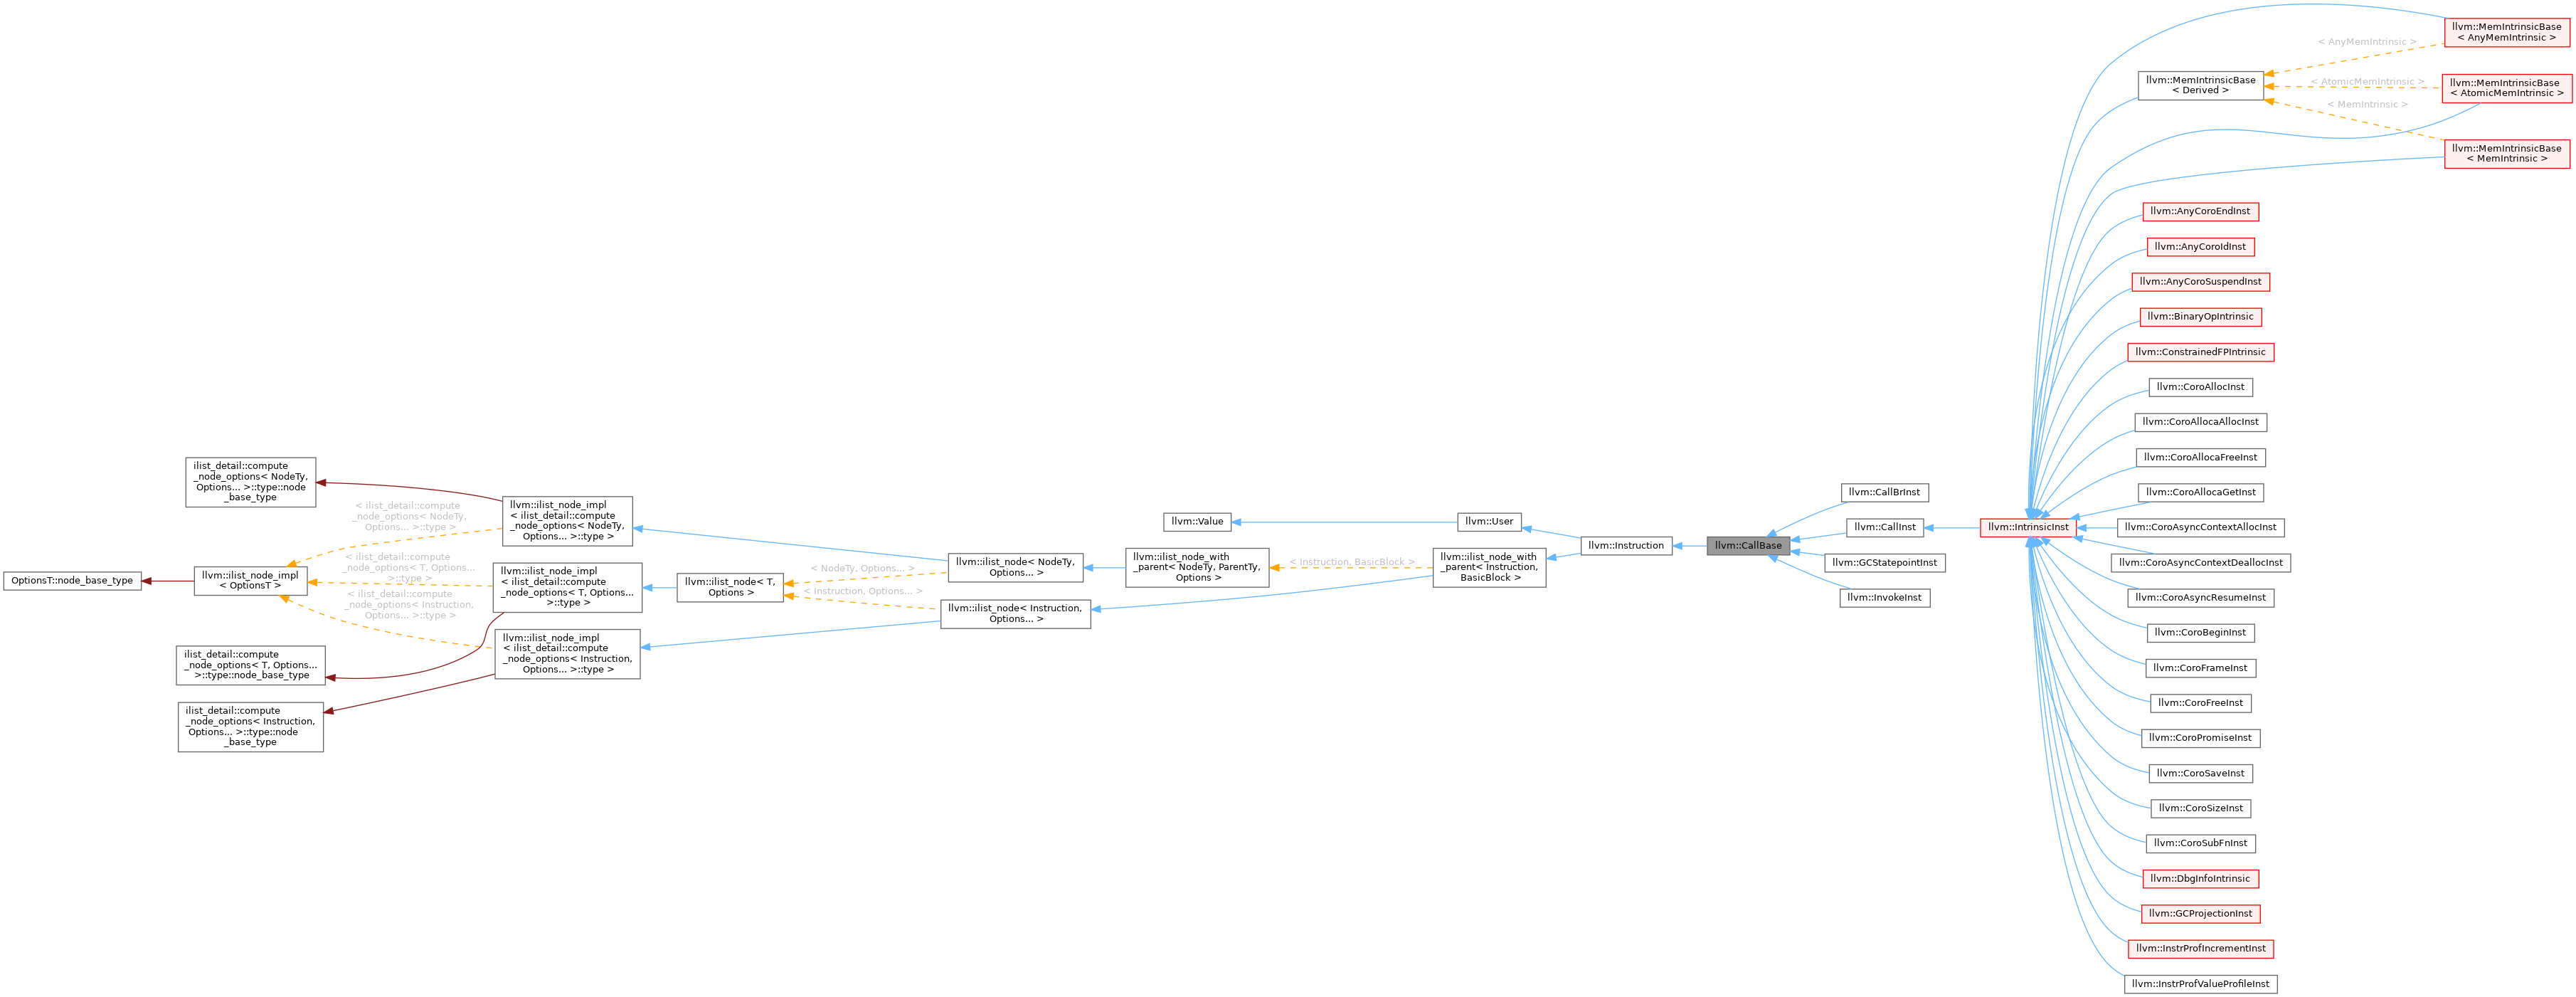 OptionsT::node_base_type
ilist_detail::compute
_node_options< NodeTy,
Options... >::type::node
_base_type
llvm::ilist_node_impl
< OptionsT >
ilist_detail::compute
_node_options< T, Options...
>::type::node_base_type
ilist_detail::compute
_node_options< Instruction,
Options... >::type::node
_base_type
< ilist_detail::compute
_node_options< NodeTy,
Options... >::type >
< ilist_detail::compute
_node_options< T, Options...
>::type >
< ilist_detail::compute
_node_options< Instruction,
Options... >::type >
llvm::ilist_node_impl
< ilist_detail::compute
_node_options< NodeTy,
Options... >::type >
llvm::ilist_node_impl
< ilist_detail::compute
_node_options< T, Options...
>::type >
llvm::ilist_node_impl
< ilist_detail::compute
_node_options< Instruction,
Options... >::type >
llvm::ilist_node< T,
Options >
< NodeTy, Options... >
< Instruction, Options... >
llvm::ilist_node< NodeTy,
Options... >
llvm::ilist_node< Instruction,
Options... >
llvm::Value
llvm::ilist_node_with
_parent< NodeTy, ParentTy,
Options >
< Instruction, BasicBlock >
llvm::User
llvm::ilist_node_with
_parent< Instruction,
BasicBlock >
llvm::Instruction
llvm::CallBase
llvm::CallBrInst
llvm::CallInst
llvm::GCStatepointInst
llvm::InvokeInst
llvm::IntrinsicInst
llvm::MemIntrinsicBase
< Derived >
< AnyMemIntrinsic >
< AtomicMemIntrinsic >
< MemIntrinsic >
llvm::MemIntrinsicBase
< AnyMemIntrinsic >
llvm::MemIntrinsicBase
< AtomicMemIntrinsic >
llvm::MemIntrinsicBase
< MemIntrinsic >
llvm::AnyCoroEndInst
llvm::AnyCoroIdInst
llvm::AnyCoroSuspendInst
llvm::BinaryOpIntrinsic
llvm::ConstrainedFPIntrinsic
llvm::CoroAllocInst
llvm::CoroAllocaAllocInst
llvm::CoroAllocaFreeInst
llvm::CoroAllocaGetInst
llvm::CoroAsyncContextAllocInst
llvm::CoroAsyncContextDeallocInst
llvm::CoroAsyncResumeInst
llvm::CoroBeginInst
llvm::CoroFrameInst
llvm::CoroFreeInst
llvm::CoroPromiseInst
llvm::CoroSaveInst
llvm::CoroSizeInst
llvm::CoroSubFnInst
llvm::DbgInfoIntrinsic
llvm::GCProjectionInst
llvm::InstrProfIncrementInst
llvm::InstrProfValueProfileInst